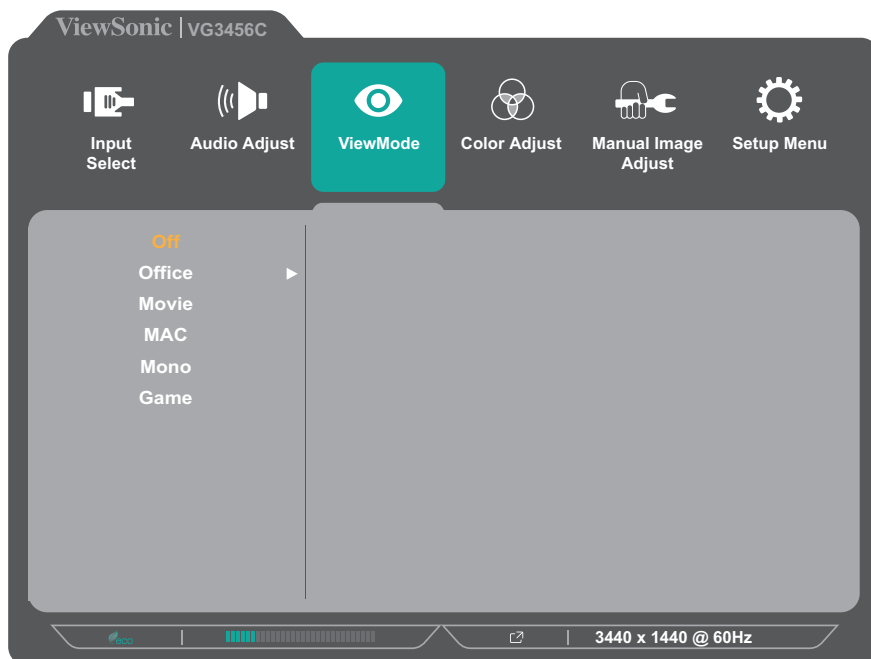 ViewSonic | VG3456C
Input Select
Audio Adjust
ViewMode
Color Adjust
Manual Image Adjust
Setup Menu
Off
Office
Movie
MAC
Mono
Game
eco
3440 x 1440 @ 60Hz